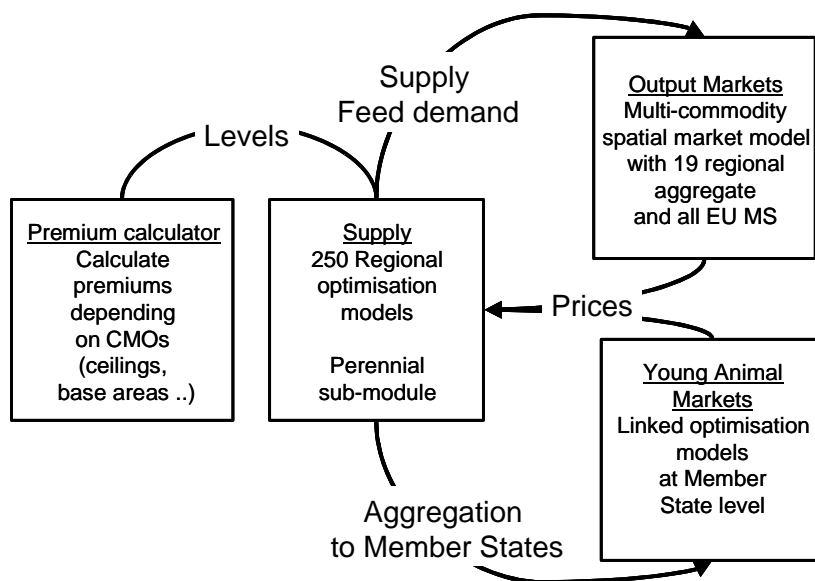 Supply
Feed demand
Levels
Premium calculator
Calculate
premiums
depending
on CMOs
(ceilings,
base areas ..)
Supply
250 Regional
optimisation
models
Perennial
sub-module
Output Markets
Multi-commodity
spatial market model
with 19 regional
aggregate
and all EU MS
Prices
Young Animal
Markets
Linked optimisation
models
at Member
State level
Aggregation
to Member States